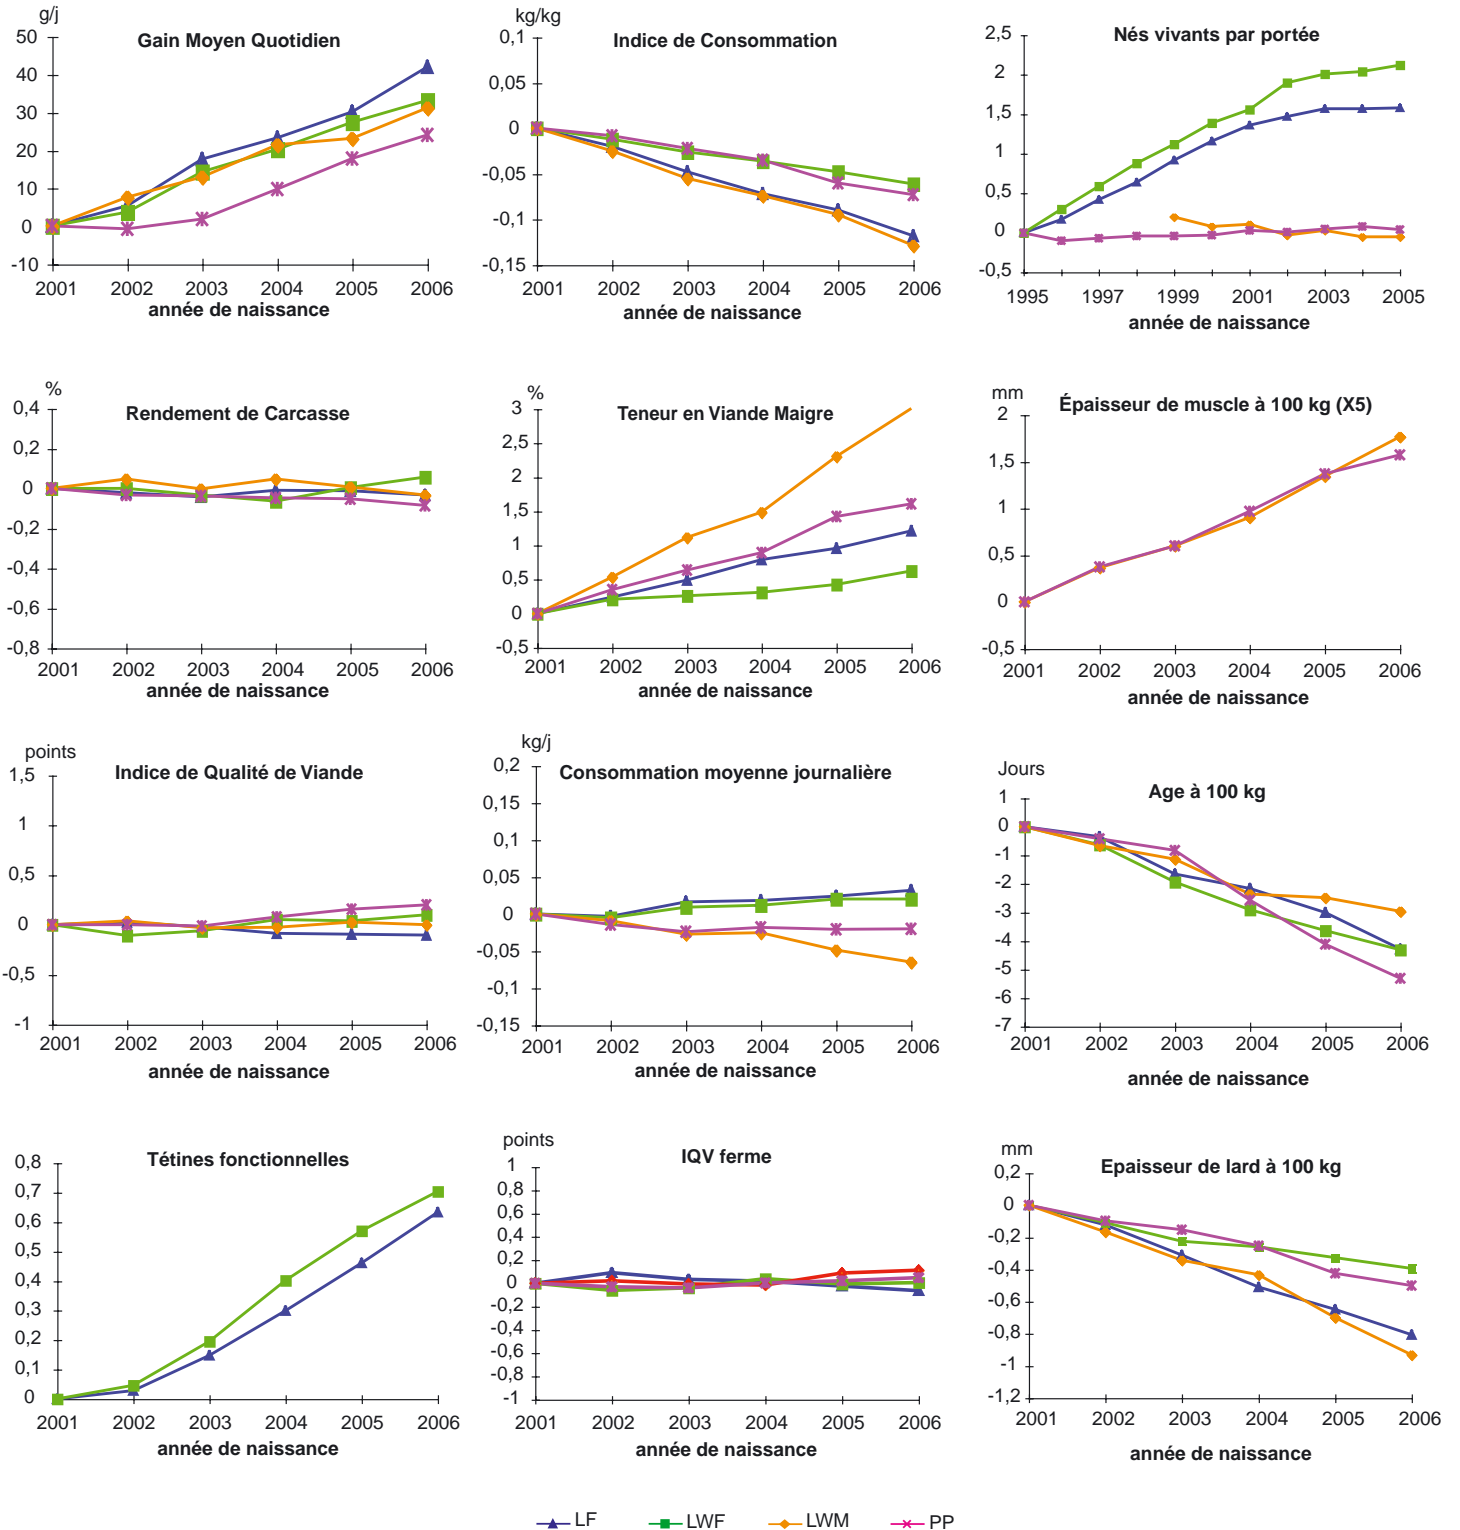 g/j
Gain Moyen Quotidien
50
40
30
20
10
0
-10
2001 2002 2003 2004 2005 2006
année de naissance
kg/kg
Indice de Consommation
0,1
0,05
0
-0,05
-0,1
-0,15
2001 2002 2003 2004 2005 2006
année de naissance
Nés vivants par portée
2,5
2
1,5
1
0,5
0
-0,5
1995 1997 1999 2001 2003 2005
année de naissance
%
Rendement de Carcasse
0,4
0,2
0
-0,2
-0,4
-0,6
-0,8
2001 2002 2003 2004 2005 2006
année de naissance
%
Teneur en Viande Maigre
3
2,5
2
1,5
1
0,5
0
-0,5
2001 2002 2003 2004 2005 2006
année de naissance
mm
Épaisseur de muscle à 100 kg (X5)
2
1,5
1
0,5
0
-0,5
2001 2002 2003 2004 2005 2006
année de naissance
points
Indice de Qualité de Viande
1,5
1
0,5
0
-0,5
-1
2001 2002 2003 2004 2005 2006
année de naissance
kg/j
Consommation moyenne journalière
0,2
0,15
0,1
0,05
0
-0,05
-0,1
-0,15
2001 2002 2003 2004 2005 2006
année de naissance
Jours
Age à 100 kg
1
0
-1
-2
-3
-4
-5
-6
-7
2001 2002 2003 2004 2005 2006
année de naissance
Tétines fonctionnelles
0,8
0,7
0,6
0,5
0,4
0,3
0,2
0,1
0
2001 2002 2003 2004 2005 2006
année de naissance
points
IQV ferme
1
0,8
0,6
0,4
0,2
0
-0,2
-0,4
-0,6
-0,8
-1
2001 2002 2003 2004 2005 2006
année de naissance
mm
Epaisseur de lard à 100 kg
0,2
0
-0,2
-0,4
-0,6
-0,8
-1
-1,2
2001 2002 2003 2004 2005 2006
année de naissance
LF LWF LWM PP